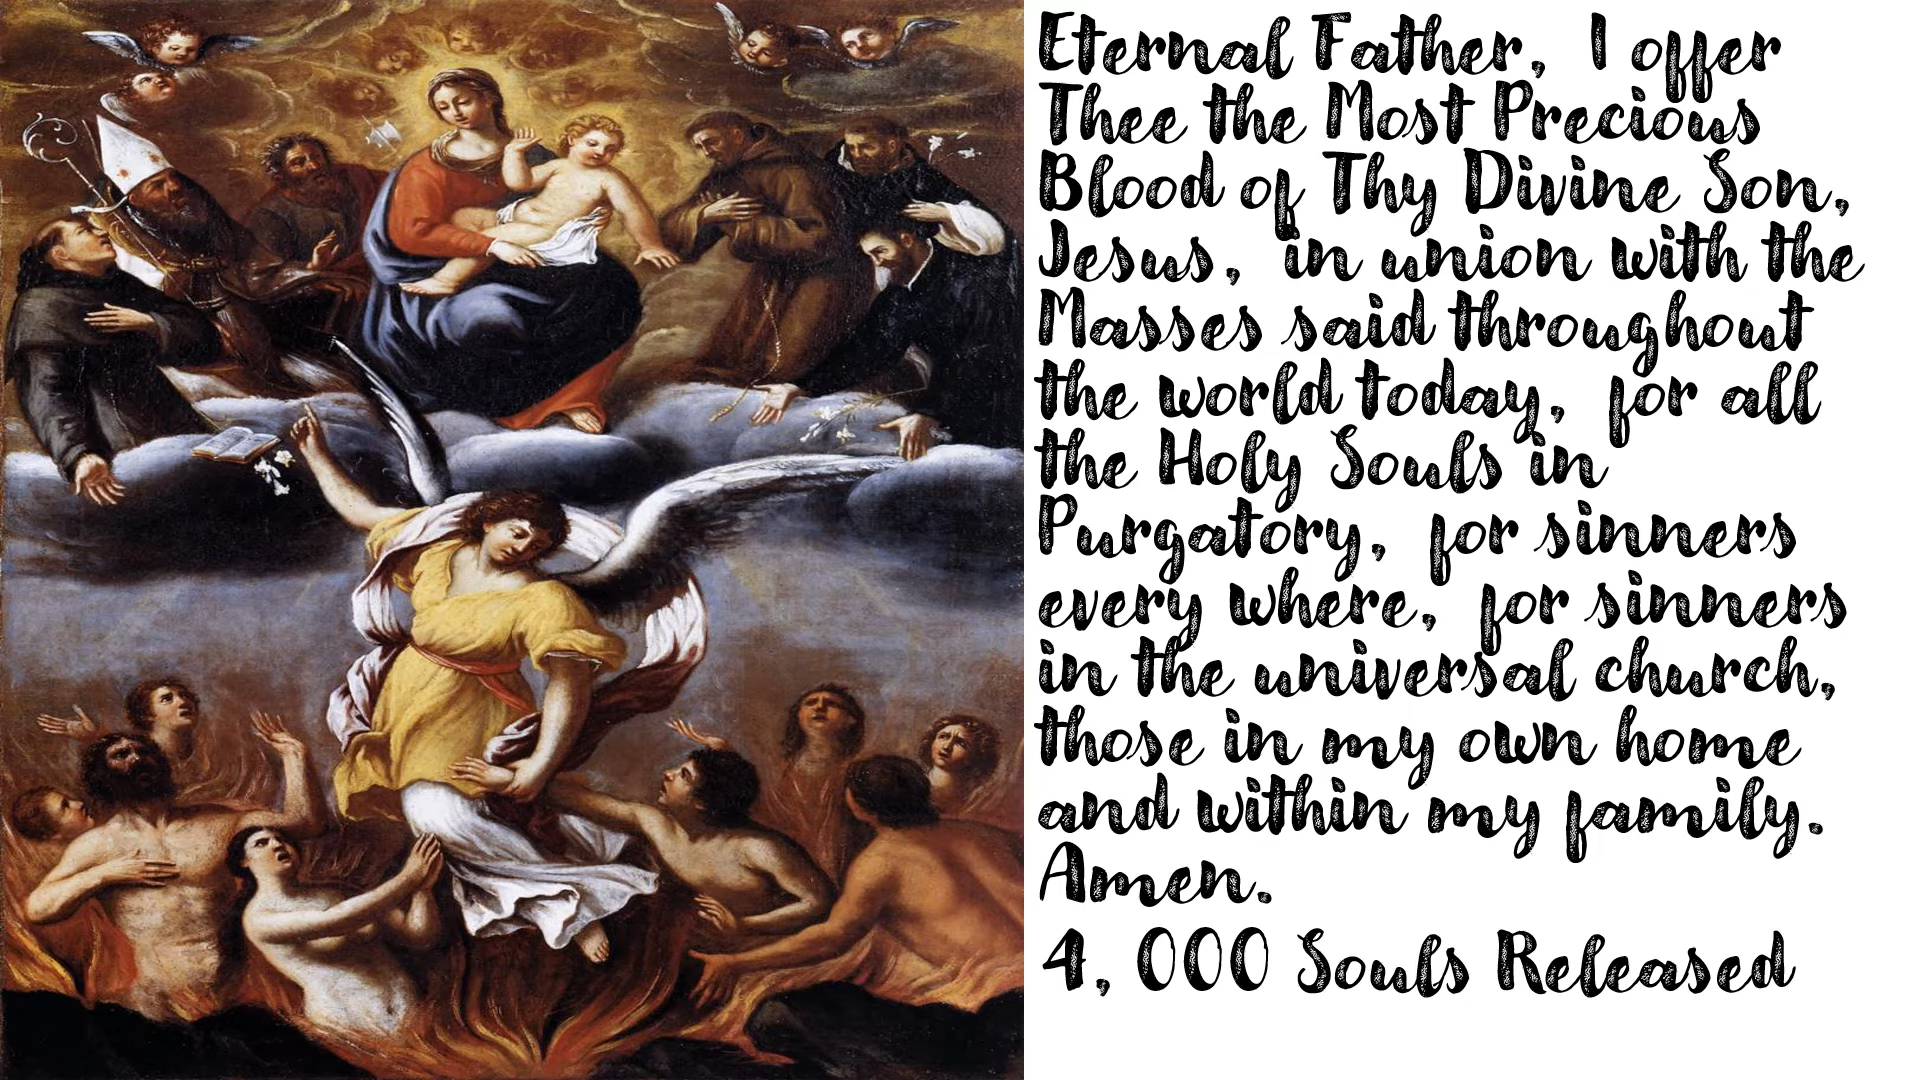 Eternal Father, I offer
Thee the Most Precious
Blood of Thy Divine Son,
Jesus, in union with the
Masses said throughout
the world today, for all
the Holy Souls in
Purgatory, for sinners
every where, for sinners
in the universal church,
those in my own home
and within my family.
Amen.
4, 000 Souls Released